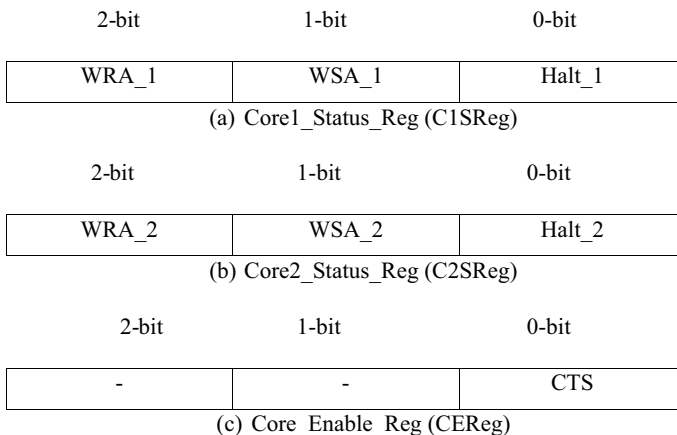 2-bit 1-bit 0-bit
WRA_1 WSA_1 Halt_1
(a) Core1_Status_Reg (C1SReg)
2-bit 1-bit 0-bit
WRA_2 WSA_2 Halt_2
(b) Core2_Status_Reg (C2SReg)
2-bit 1-bit 0-bit
- - CTS
(c) Core_Enable_Reg (CEReg)